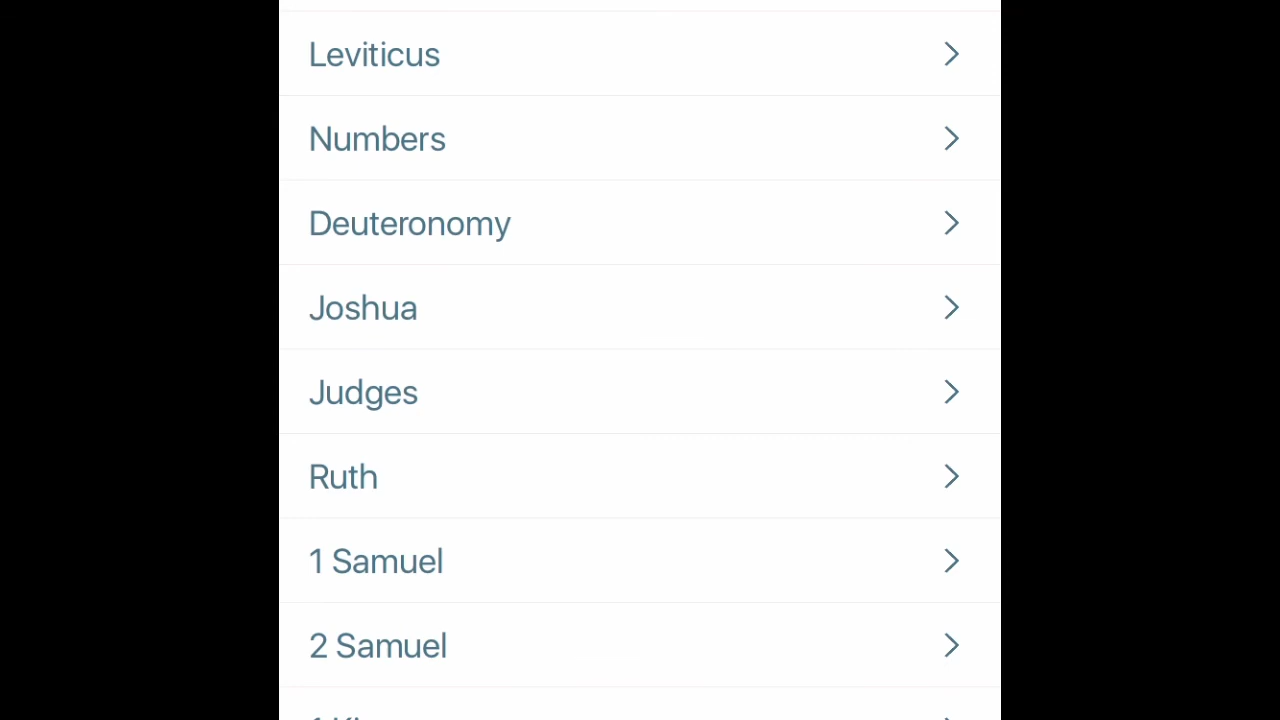 Leviticus
Numbers
Deuteronomy
Joshua
Judges
Ruth
1 Samuel
2 Samuel